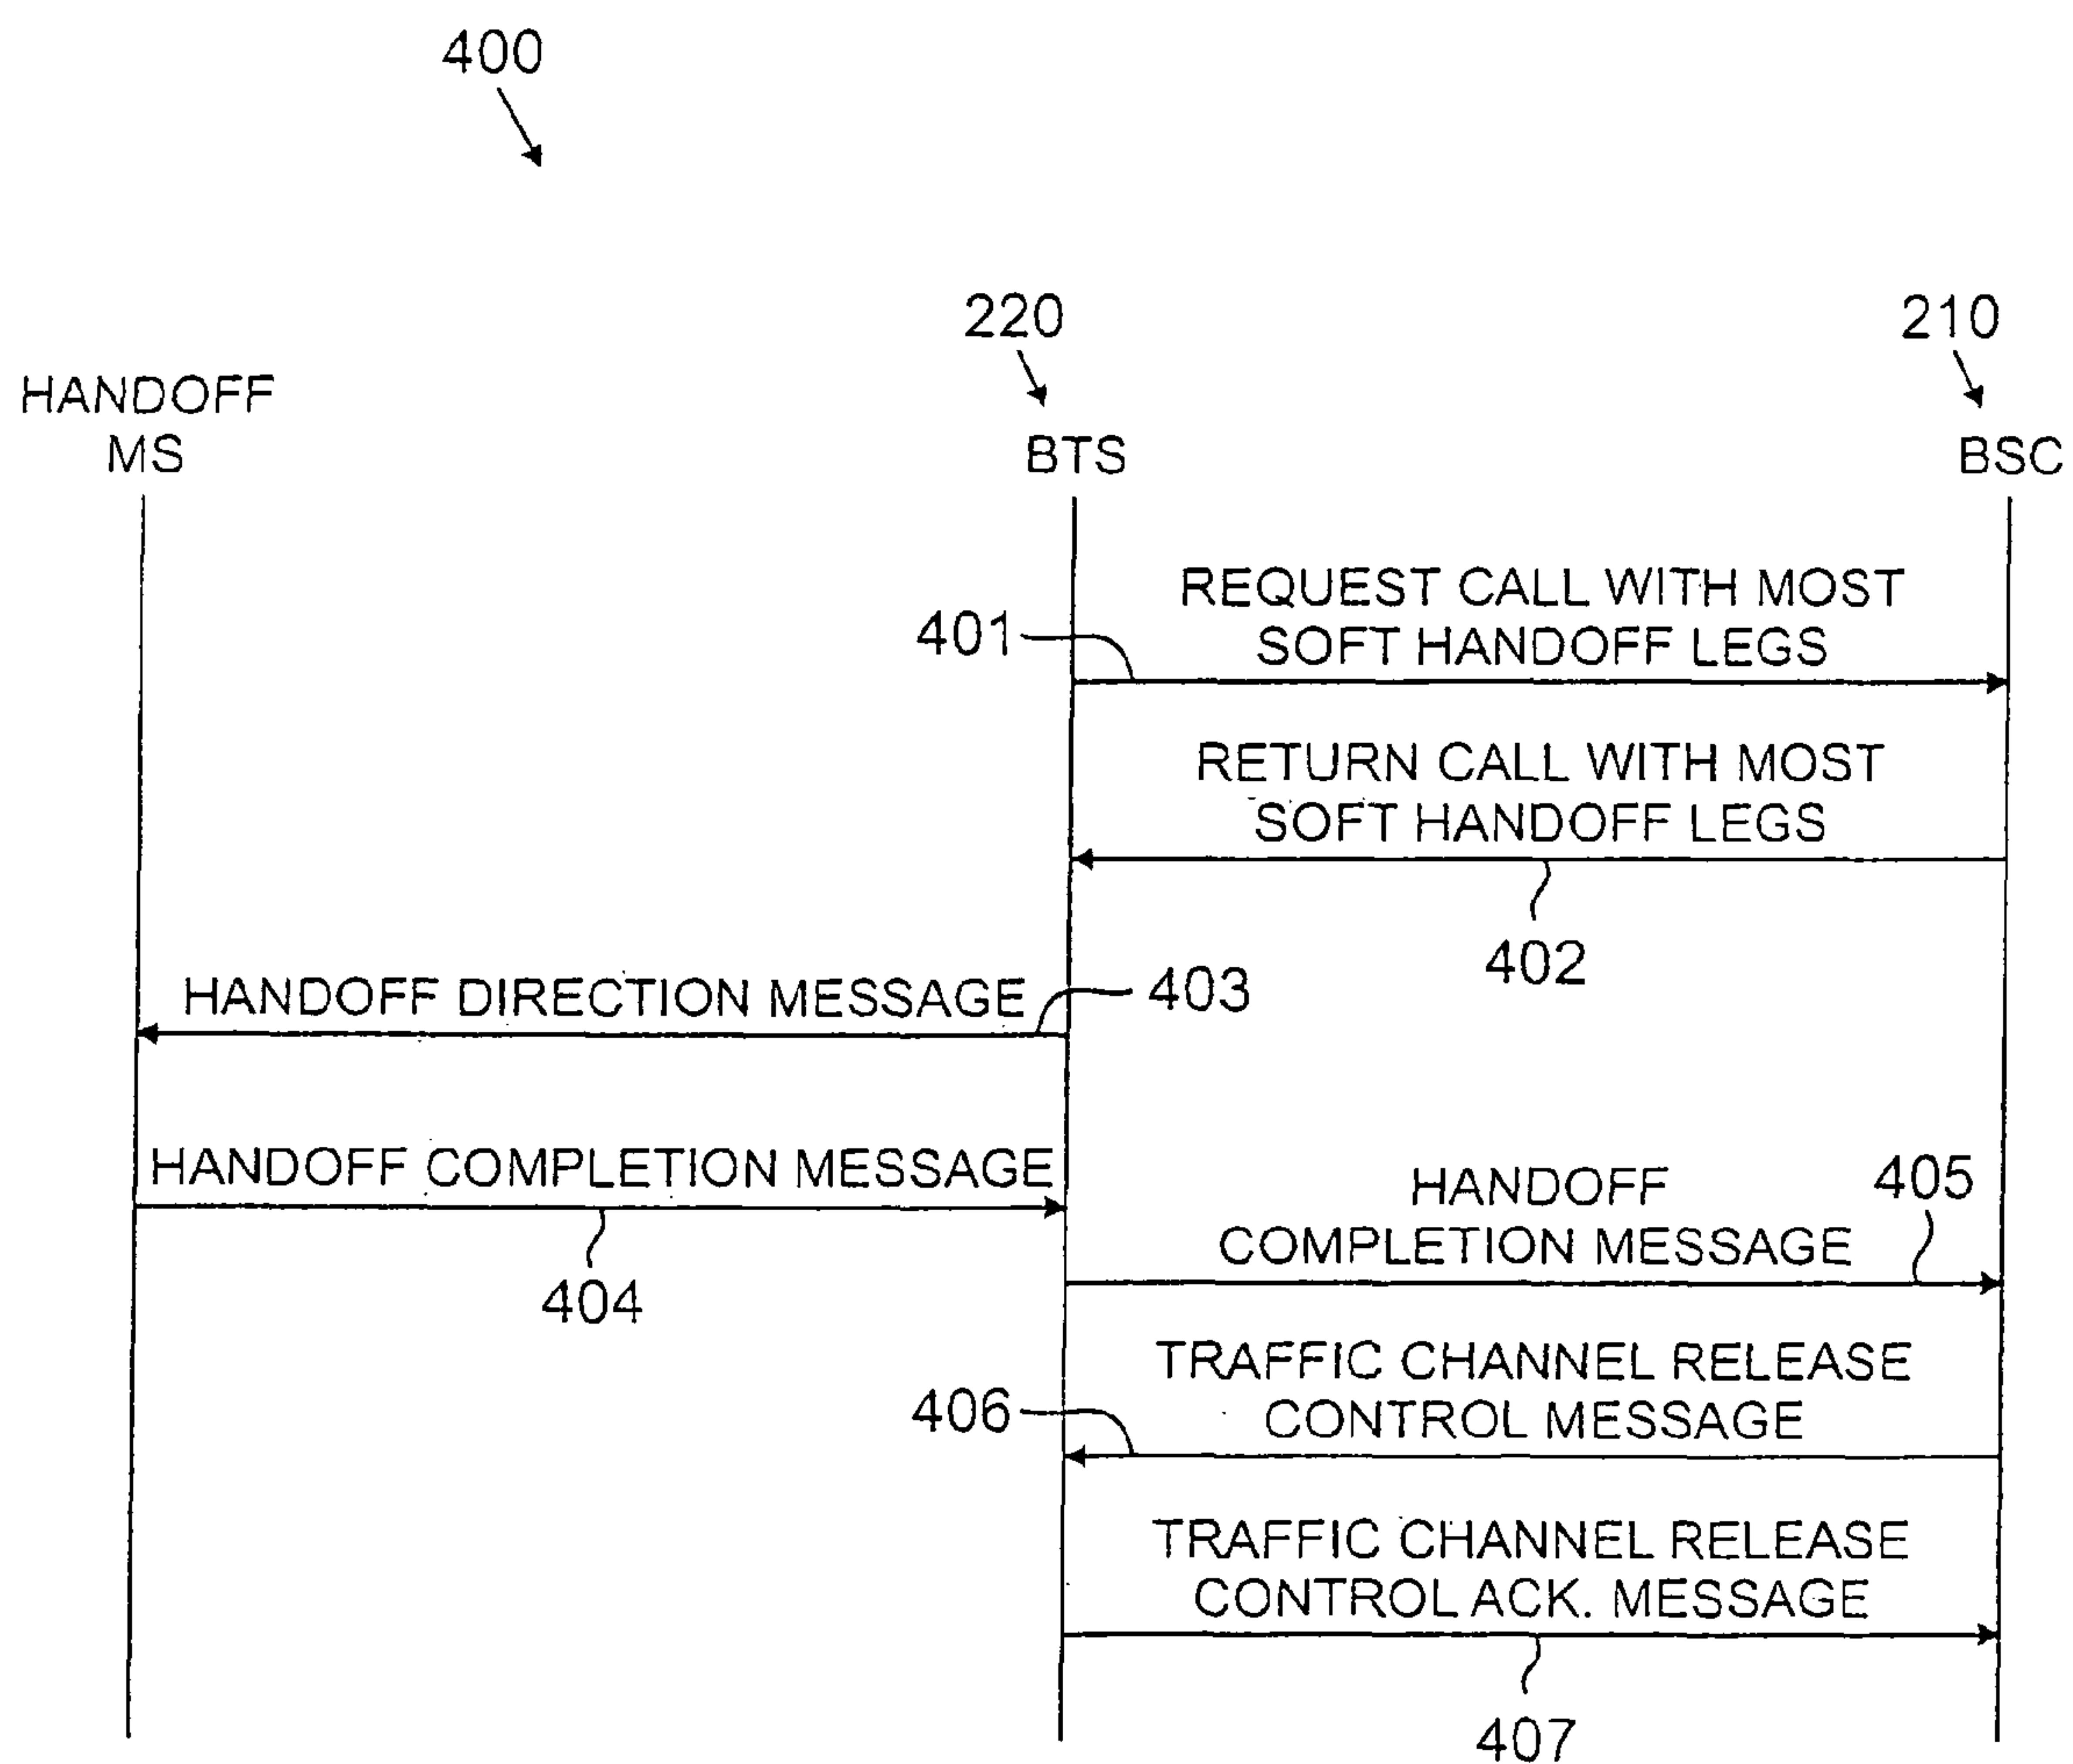 400
220
210
HANDOFF
MS
BTS
BSC
REQUEST CALL WITH MOST
SOFT HANDOFF LEGS
401
RETURN CALL WITH MOST
SOFT HANDOFF LEGS
402
HANDOFF DIRECTION MESSAGE
403
HANDOFF COMPLETION MESSAGE
404
HANDOFF
COMPLETION MESSAGE
405
TRAFFIC CHANNEL RELEASE
CONTROL MESSAGE
406
TRAFFIC CHANNEL RELEASE
CONTROL ACK. MESSAGE
407